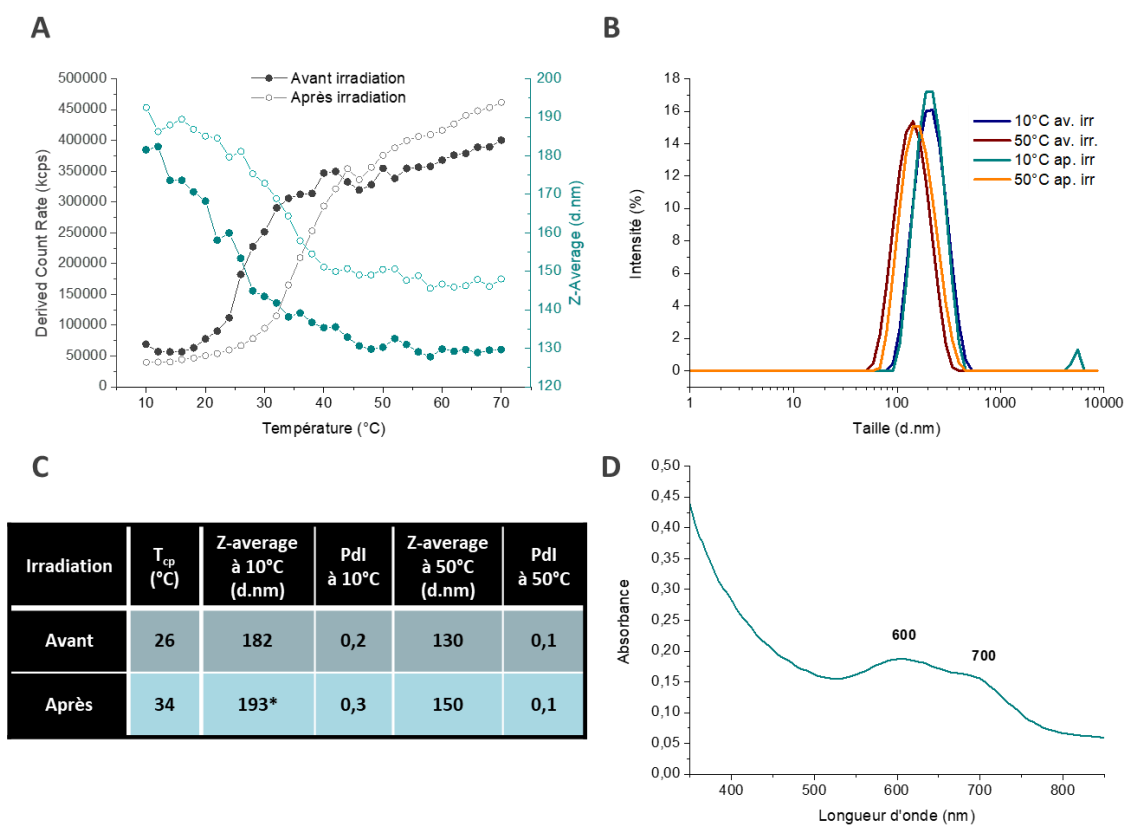 A
Avant irradiation
Après irradiation
500000
450000
400000
350000
300000
250000
200000
150000
100000
50000
0
Derived Count Rate (kcps)
200
190
180
170
160
150
140
130
120
Z-Average (d.nm)
10
20
30
40
50
60
70
Température (°C)
B
18
16
14
12
10
8
6
4
2
0
Intensité (%)
10°C av. irr
50°C av. irr.
10°C ap. irr
50°C ap. irr
1
10
100
1000
10000
Taille (d.nm)
C
Irradiation
T_cp
(°C)
Z-average
à 10°C
(d.nm)
PdI
à 10°C
Z-average
à 50°C
(d.nm)
PdI
à 50°C
Avant
26
182
0,2
130
0,1
Après
34
193*
0,3
150
0,1
D
0,50
0,45
0,40
0,35
0,30
0,25
0,20
0,15
0,10
0,05
0,00
Absorbance
600
700
400
500
600
700
800
Longueur d'onde (nm)